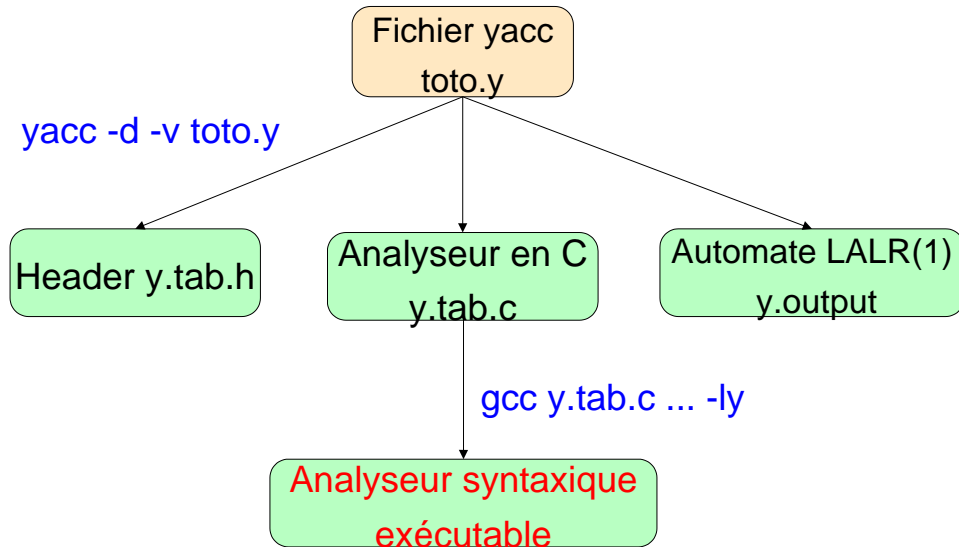 Fichier yacc
toto.y
yacc -d -v toto.y
Header y.tab.h
Analyseur en C
y.tab.c
Automate LALR(1)
y.output
gcc y.tab.c ... -ly
Analyseur syntaxique
exécutable